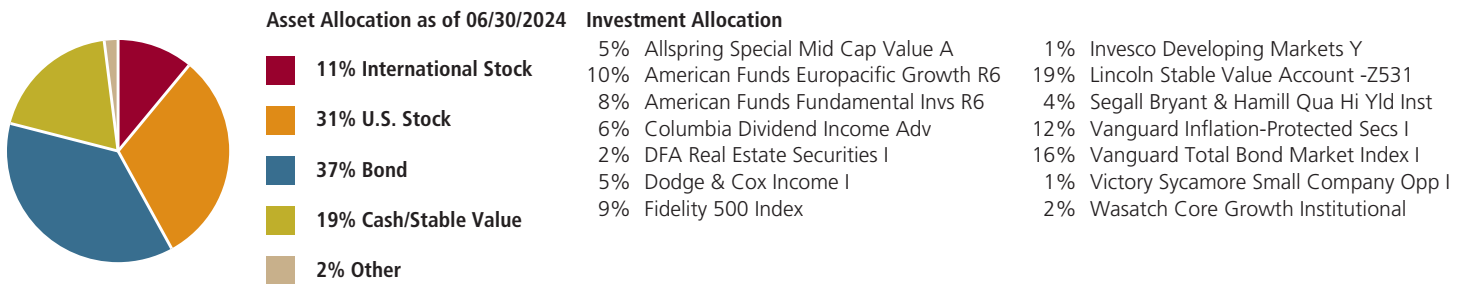 Asset Allocation as of 06/30/2024
11% International Stock
31% U.S. Stock
37% Bond
19% Cash/Stable Value
2% Other
Investment Allocation
5% Allspring Special Mid Cap Value A
10% American Funds Europacific Growth R6
8% American Funds Fundamental Invs R6
6% Columbia Dividend Income Adv
2% DFA Real Estate Securities I
5% Dodge & Cox Income I
9% Fidelity 500 Index
1% Invesco Developing Markets Y
19% Lincoln Stable Value Account -Z531
4% Segall Bryant & Hamill Qua Hi Yld Inst
12% Vanguard Inflation-Protected Secs I
16% Vanguard Total Bond Market Index I
1% Victory Sycamore Small Company Opp I
2% Wasatch Core Growth Institutional